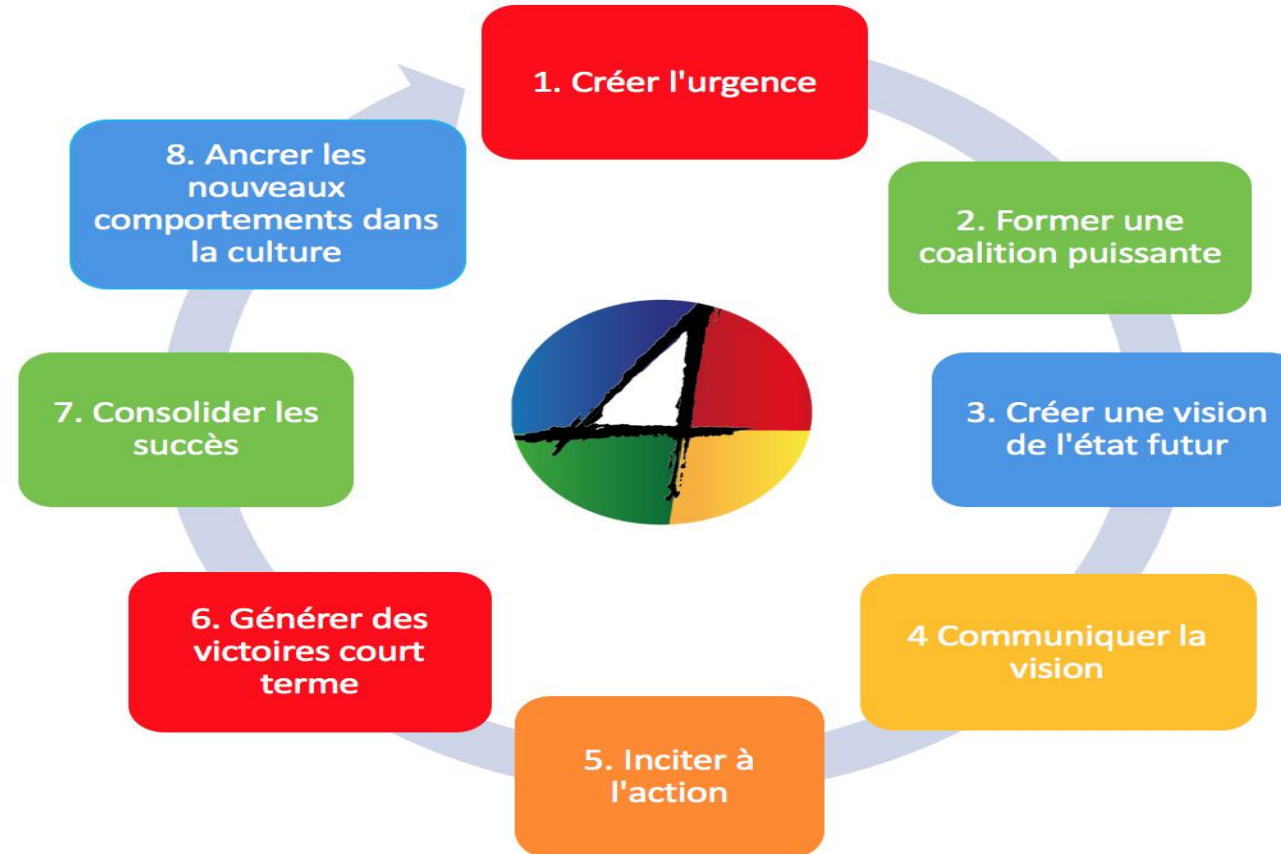 1. Créer l'urgence
2. Former une
coalition puissante
3. Créer une vision
de l'état futur
4 Communiquer la
vision
5. Inciter à
l'action
6. Générer des
victoires court
terme
7. Consolider les
succès
8. Ancrer les
nouveaux
comportements dans
la culture